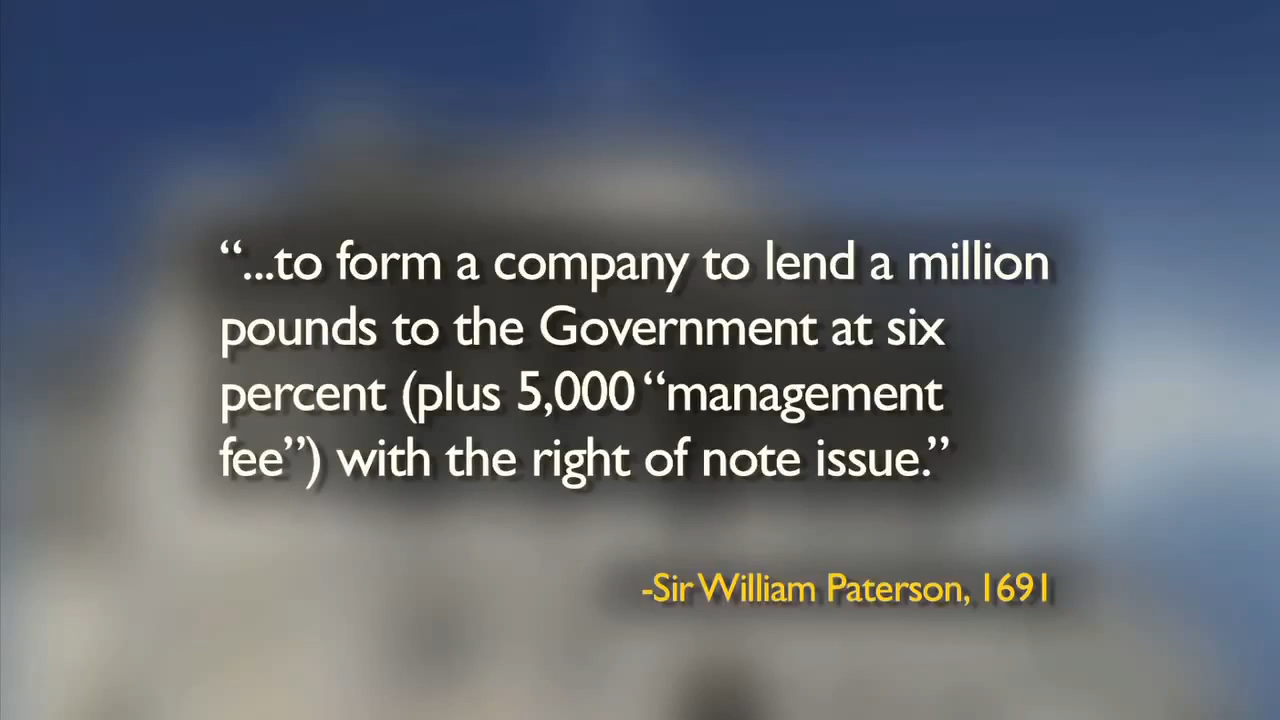 “...to form a company to lend a million
pounds to the Government at six
percent (plus 5,000 “management
fee”) with the right of note issue.”
-Sir William Paterson, 1691